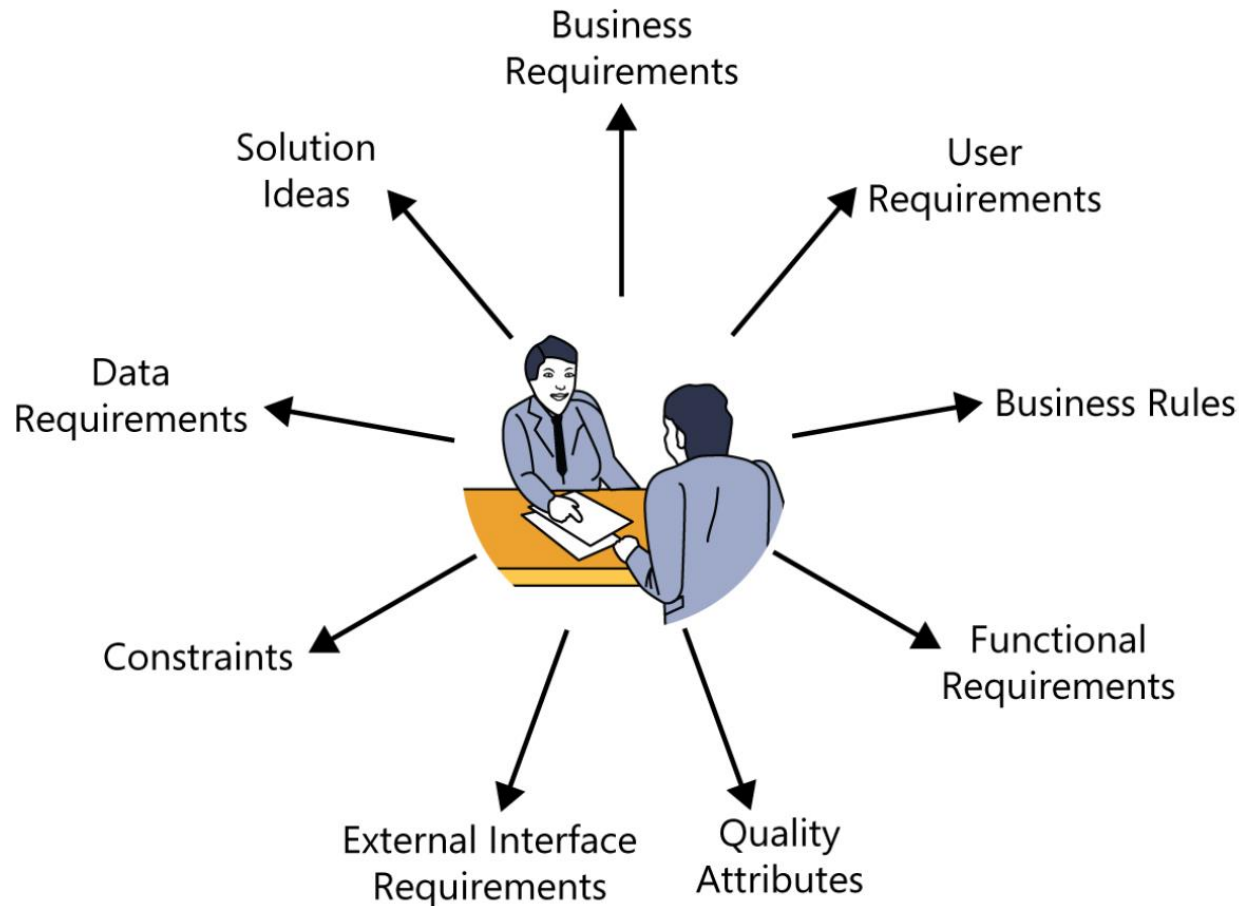 Business
Requirements
User
Requirements
Business Rules
Functional
Requirements
Quality
Attributes
External Interface
Requirements
Constraints
Data
Requirements
Solution
Ideas